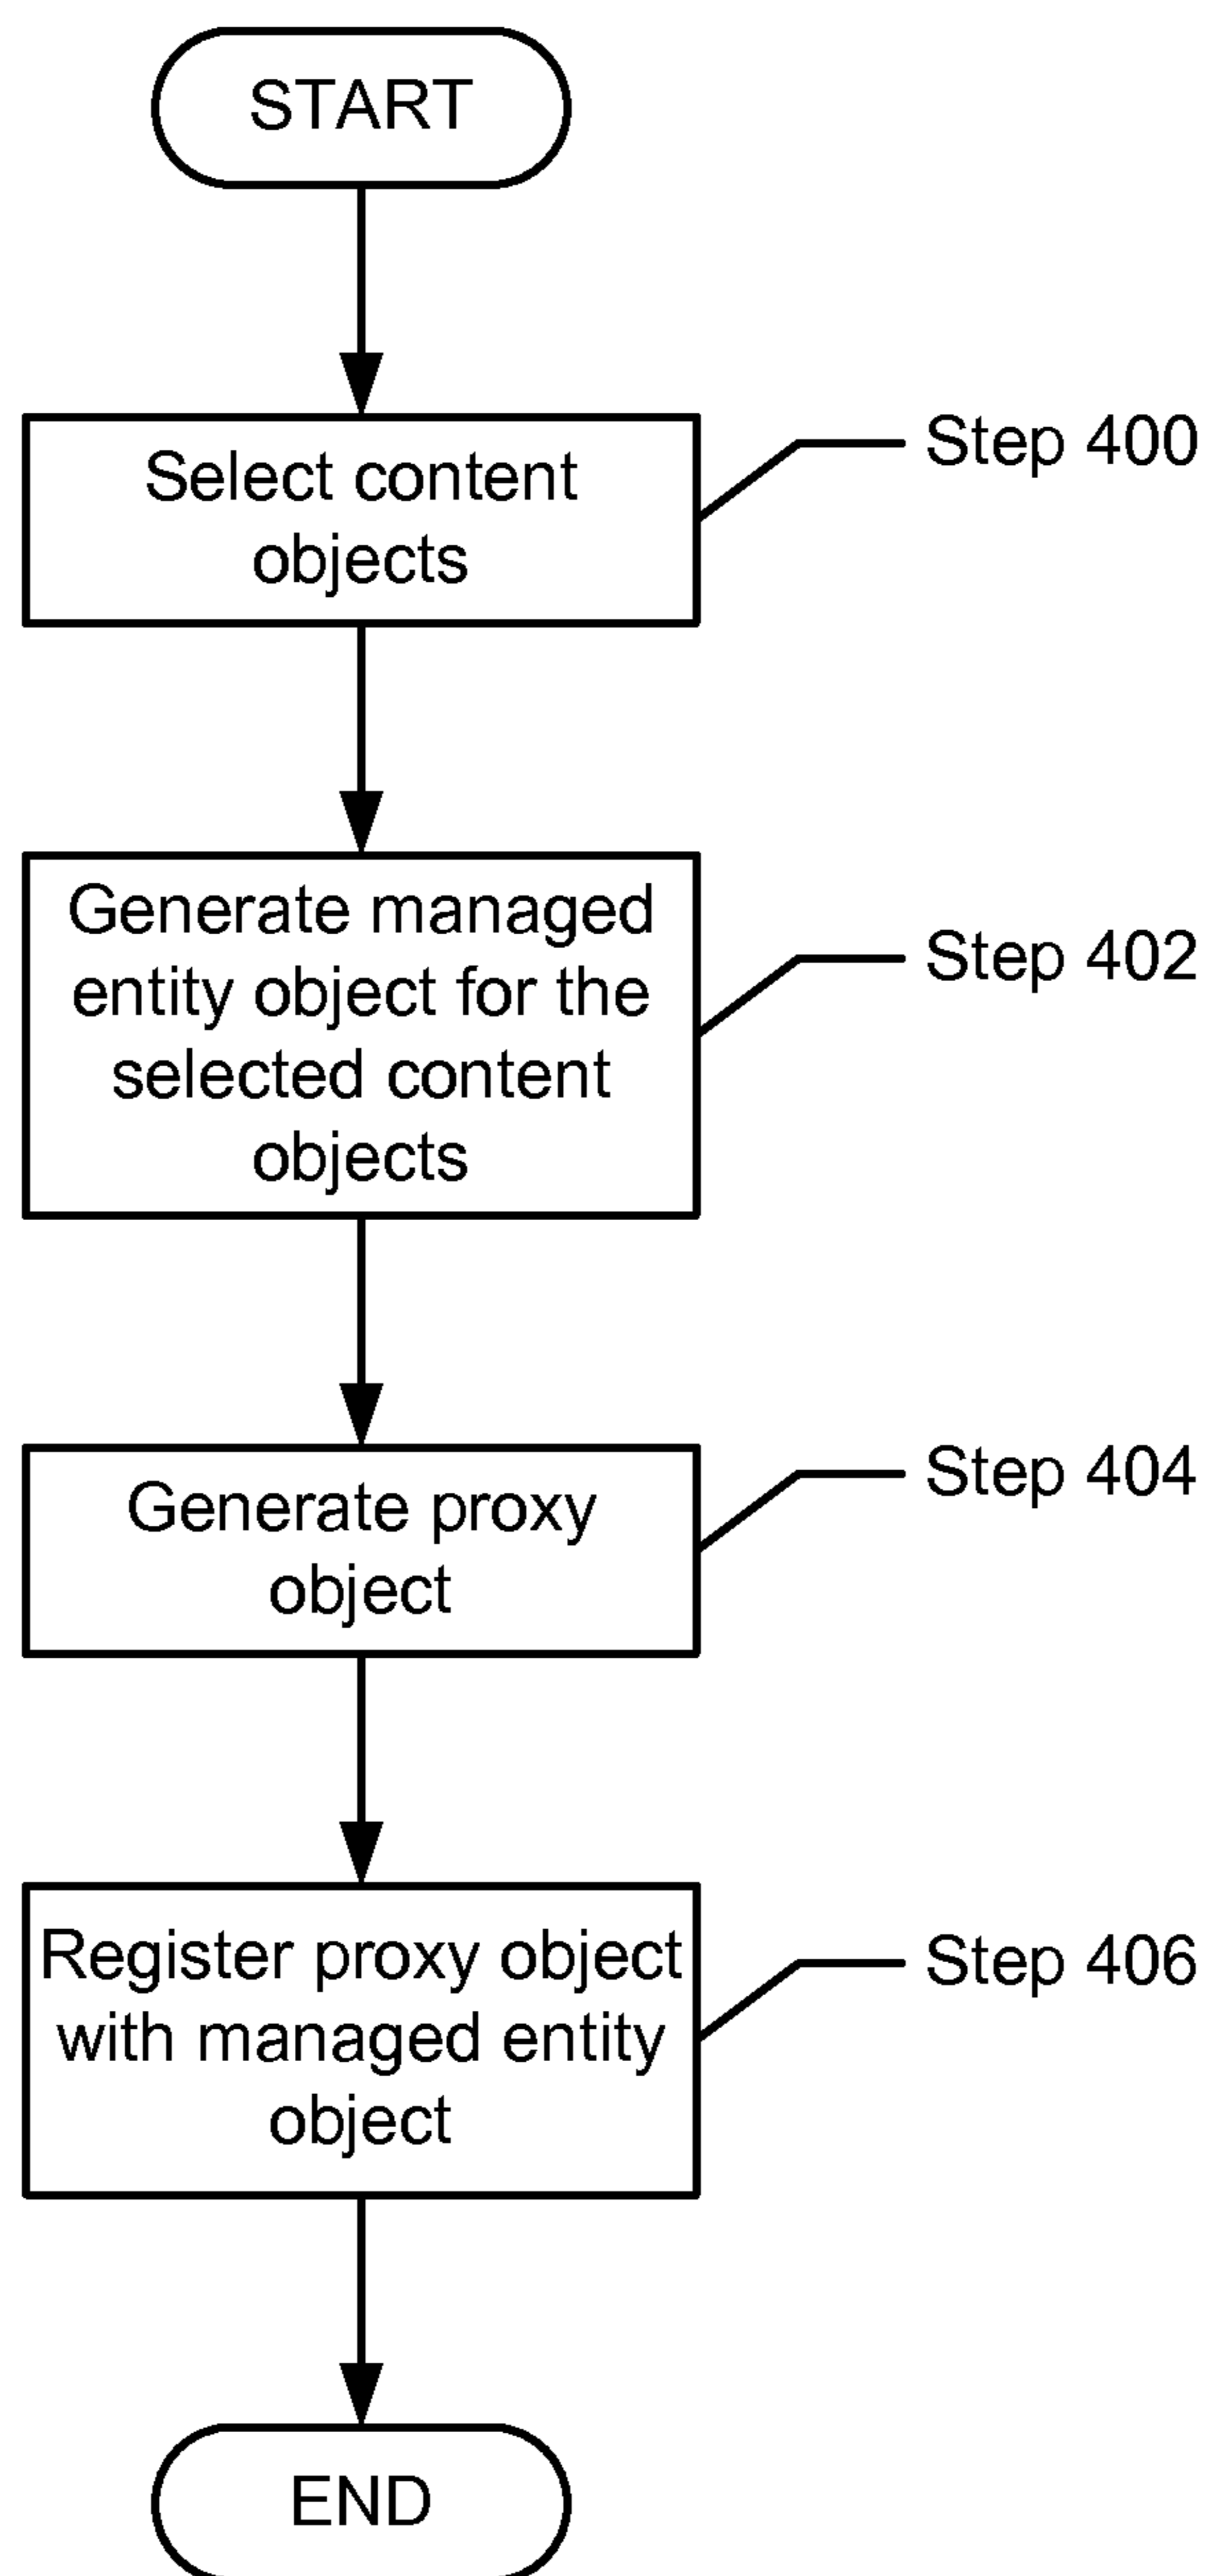 START
Select content
objects
Step 400
Generate managed
entity object for the
selected content
objects
Step 402
Generate proxy
object
Step 404
Register proxy object
with managed entity
object
Step 406
END